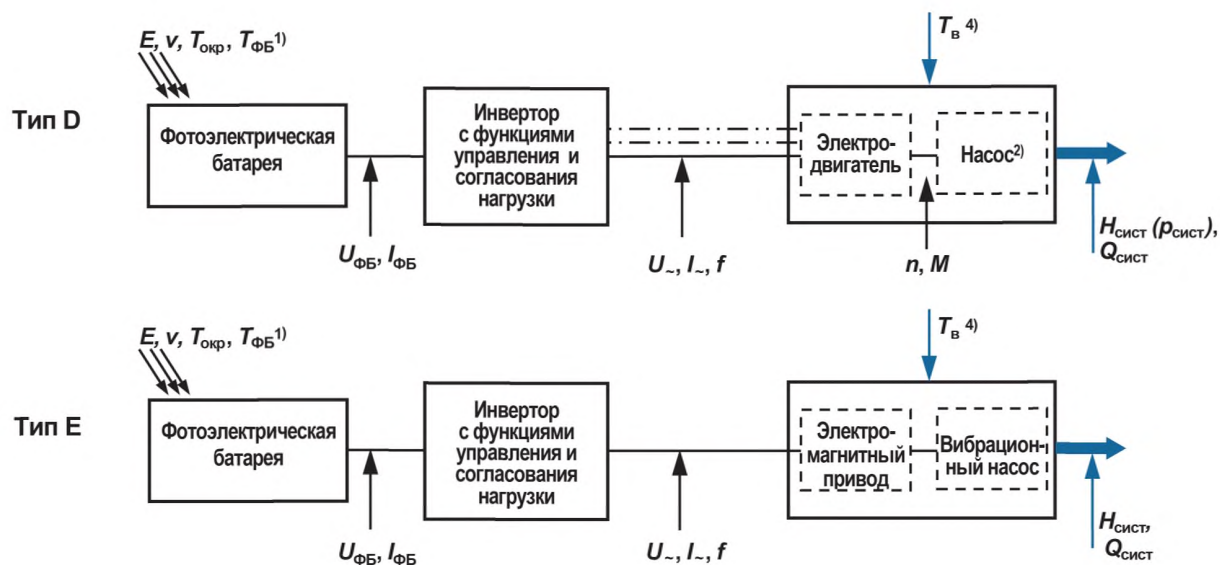 E, v, Tокр, TФБ1)
Tв 4)
Тип D
Фотоэлектрическая
батарея
Инвертор
с функциями
управления и
согласования
нагрузки
Электро-
двигатель
Насос2)
UФБ, IФБ
U~, I~, f
n, M
Hсист (pсист),
Qсист
E, v, Tокр, TФБ1)
Tв 4)
Тип E
Фотоэлектрическая
батарея
Инвертор
с функциями
управления и
согласования
нагрузки
Электро-
магнитный
привод
Вибрацион-
ный насос
UФБ, IФБ
U~, I~, f
Hсист,
Qсист